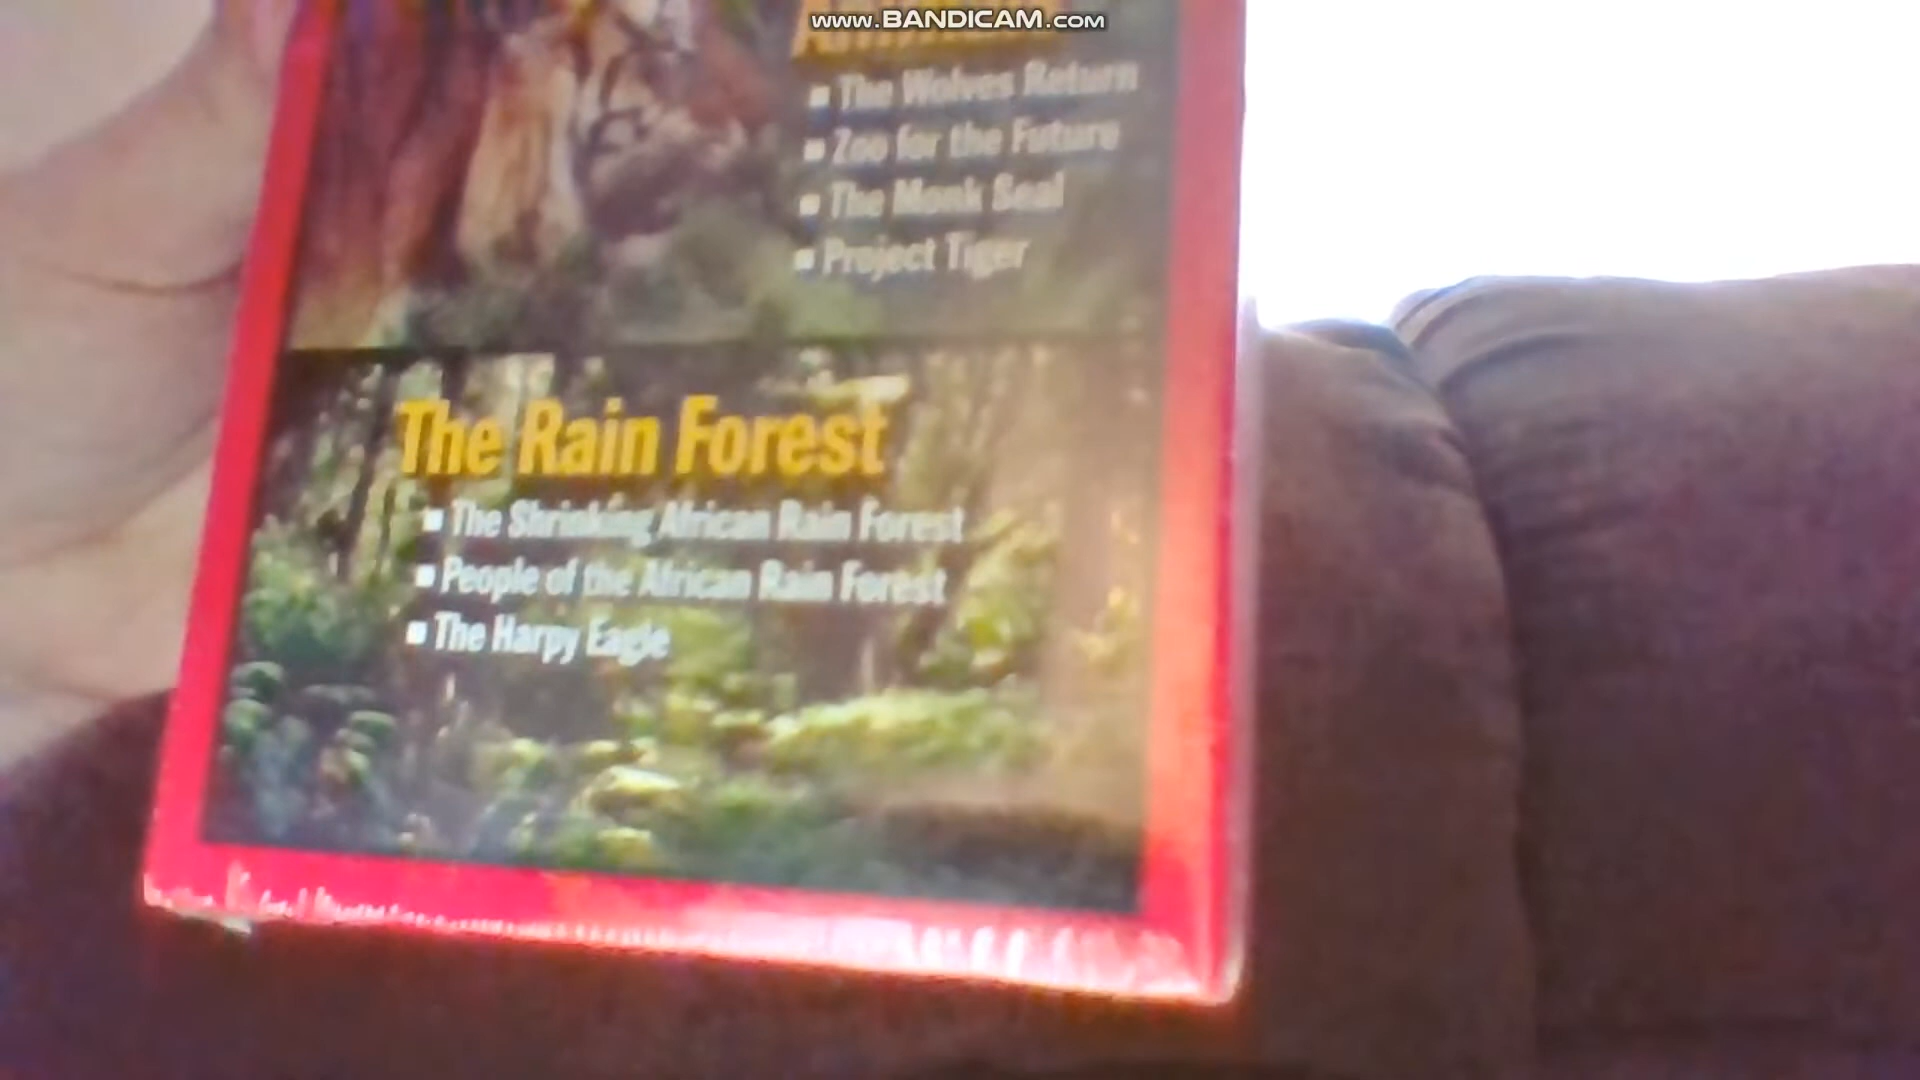 www.BANDICAM.com
▪ The Wolves Return
▪ Zoo for the Future
▪ The Monk Seal
▪ Project Tiger
The Rain Forest
▪ The Shrinking African Rain Forest
▪ People of the African Rain Forest
▪ The Harpy Eagle